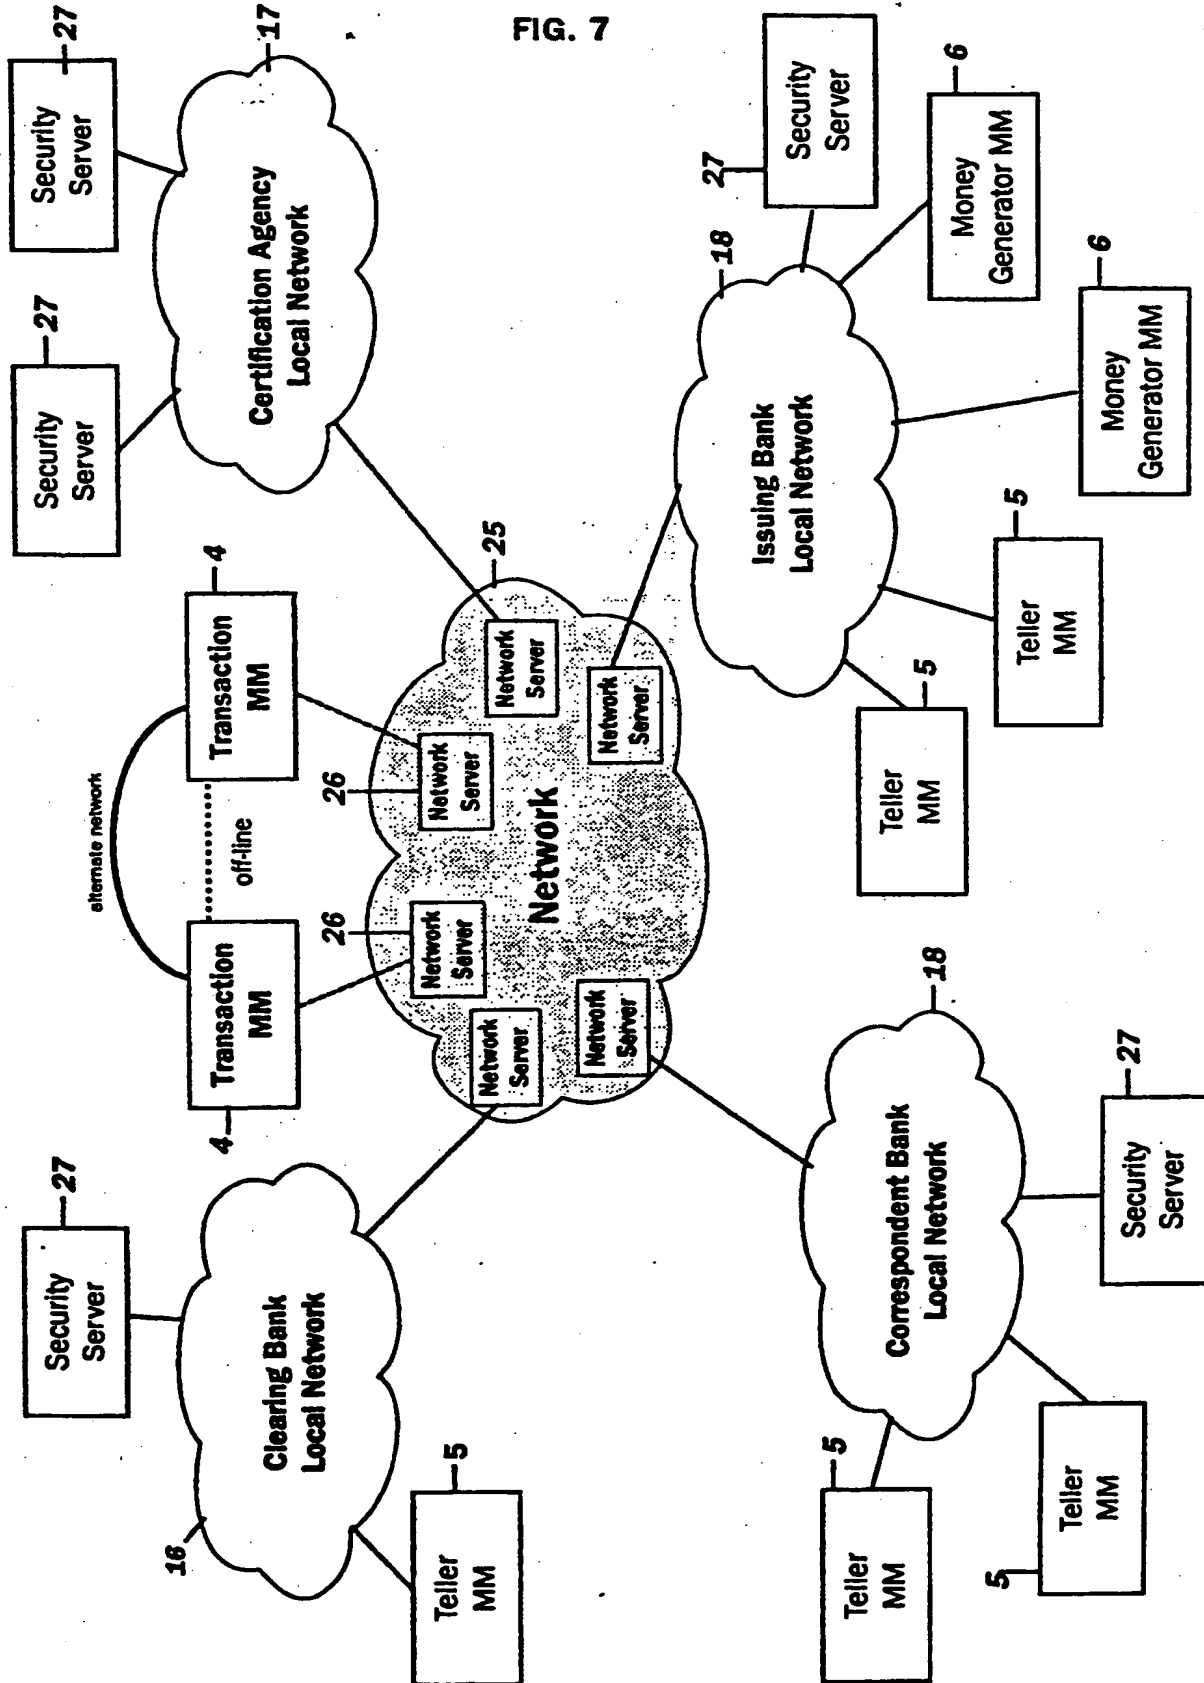 FIG. 7
Security
Server
27
Clearing Bank
Local Network
16
Teller
MM
5
alternate network
Transaction
MM
4
off-line
Transaction
MM
4
Security
Server
27
Security
Server
27
Certification Agency
Local Network
17
Network
Server
26
Network
Server
26
Network
Server
Network
Server
25
Network
Network
Server
Network
Server
Teller
MM
5
Teller
MM
5
Correspondent Bank
Local Network
18
Security
Server
27
Issuing Bank
Local Network
18
Teller
MM
5
Teller
MM
5
Money
Generator MM
6
Money
Generator MM
6
Security
Server
27